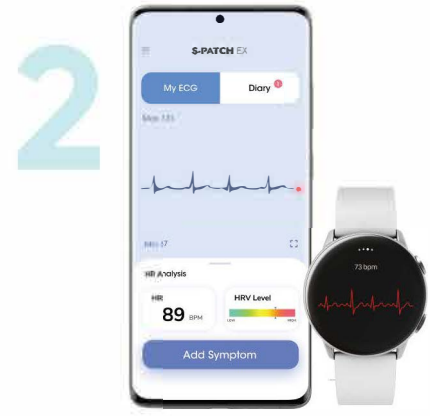 2
S-PATCH EX
My ECG
Diary
HR Analysis
HR
89 BPM
HRV Level
LOW
HIGH
Add Symptom
73 bpm